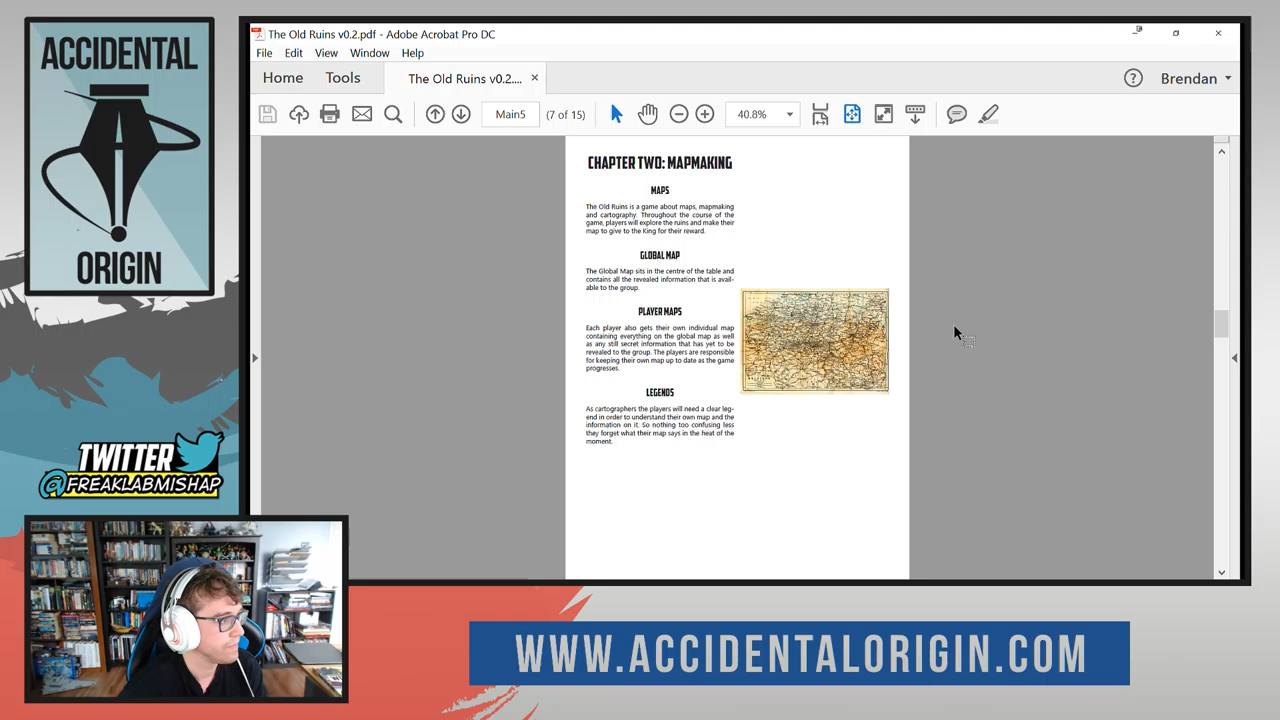 ACCIDENTAL
ORIGIN
TWITTER
@FREAKLABMISHAP
The Old Ruins v0.2.pdf - Adobe Acrobat Pro DC
File Edit View Window Help
Home Tools The Old Ruins v0.2.... Brendan
Main5 (7 of 15) 40.8%
CHAPTER TWO: MAPMAKING
MAPS
The Old Ruins is a game about maps, mapmaking
and cartography. Throughout the course of the
game, players will explore the ruins and make their
map to give to the King for their reward.
GLOBAL MAP
The Global Map sits in the centre of the table and
contains all the revealed information that is avail-
able to the group.
PLAYER MAPS
Each player also gets their own individual map
containing everything on the global map as well
as any still secret information that has yet to be
revealed to the group. The players are responsible
for keeping their own map up to date as the game
progresses.
LEGENDS
As cartographers the players will need a clear leg-
end in order to understand their own map and the
information on it. So nothing too confusing less
they forget what their map says in the heat of the
moment.
WWW.ACCIDENTALORIGIN.COM